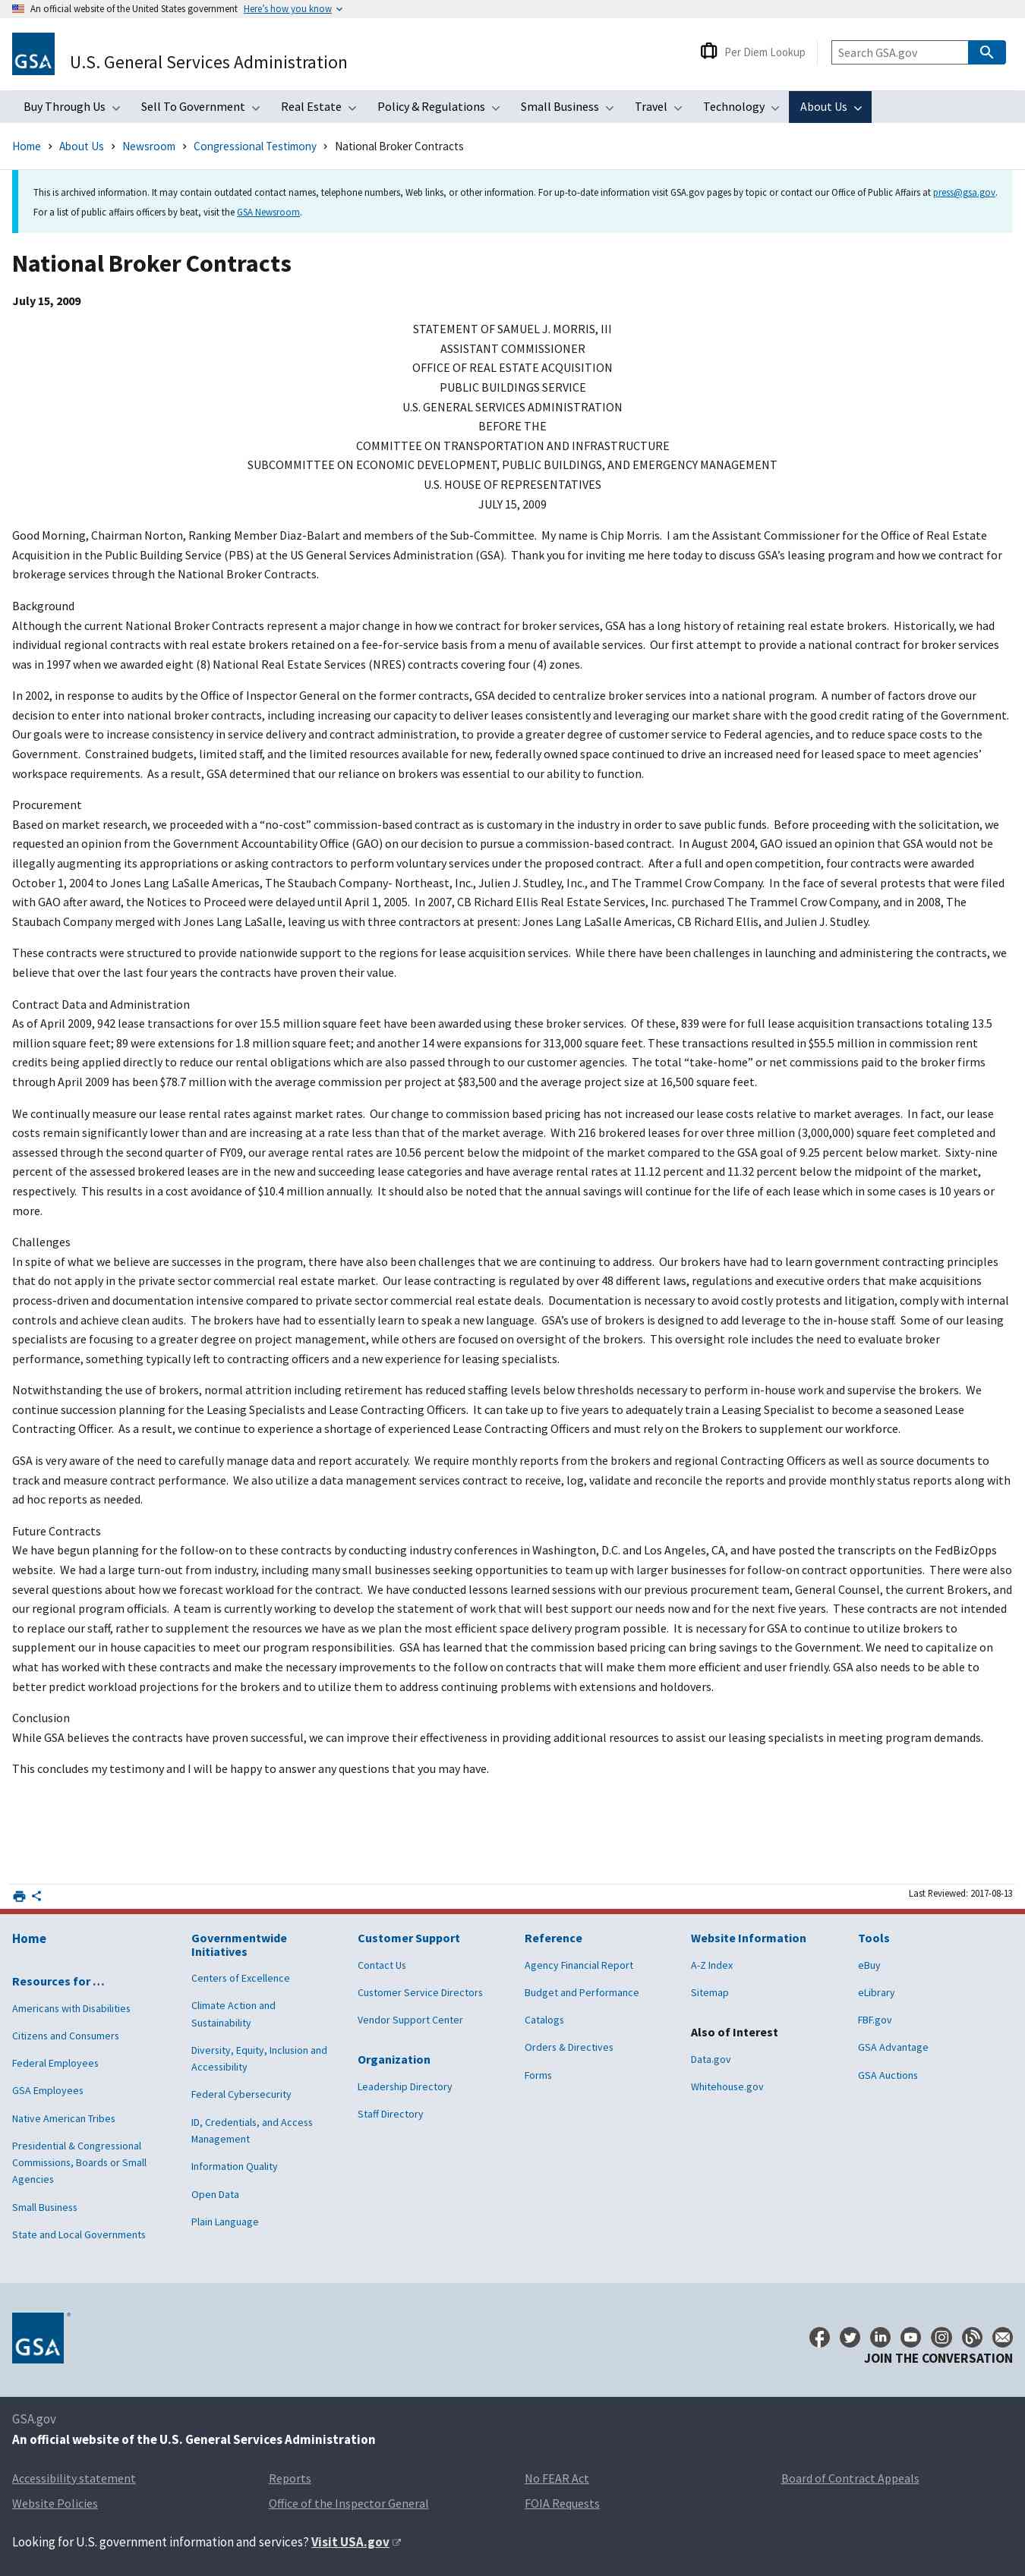 An official website of the United States government Here's how you know
GSA
U.S. General Services Administration
Per Diem Lookup
Search GSA.gov
Buy Through Us Sell To Government Real Estate Policy & Regulations Small Business Travel Technology About Us
Home › About Us › Newsroom › Congressional Testimony › National Broker Contracts
This is archived information. It may contain outdated contact names, telephone numbers, Web links, or other information. For up-to-date information visit GSA.gov pages by topic or contact our Office of Public Affairs at press@gsa.gov.
For a list of public affairs officers by beat, visit the GSA Newsroom.
National Broker Contracts
July 15, 2009
STATEMENT OF SAMUEL J. MORRIS, III
ASSISTANT COMMISSIONER
OFFICE OF REAL ESTATE ACQUISITION
PUBLIC BUILDINGS SERVICE
U.S. GENERAL SERVICES ADMINISTRATION
BEFORE THE
COMMITTEE ON TRANSPORTATION AND INFRASTRUCTURE
SUBCOMMITTEE ON ECONOMIC DEVELOPMENT, PUBLIC BUILDINGS, AND EMERGENCY MANAGEMENT
U.S. HOUSE OF REPRESENTATIVES
JULY 15, 2009
Good Morning, Chairman Norton, Ranking Member Diaz-Balart and members of the Sub-Committee. My name is Chip Morris. I am the Assistant Commissioner for the Office of Real Estate
Acquisition in the Public Building Service (PBS) at the US General Services Administration (GSA). Thank you for inviting me here today to discuss GSA's leasing program and how we contract for
brokerage services through the National Broker Contracts.
Background
Although the current National Broker Contracts represent a major change in how we contract for broker services, GSA has a long history of retaining real estate brokers. Historically, we had
individual regional contracts with real estate brokers retained on a fee-for-service basis from a menu of available services. Our first attempt to provide a national contract for broker services
was in 1997 when we awarded eight (8) National Real Estate Services (NRES) contracts covering four (4) zones.
In 2002, in response to audits by the Office of Inspector General on the former contracts, GSA decided to centralize broker services into a national program. A number of factors drove our
decision to enter into national broker contracts, including increasing our capacity to deliver leases consistently and leveraging our market share with the good credit rating of the Government.
Our goals were to increase consistency in service delivery and contract administration, to provide a greater degree of customer service to Federal agencies, and to reduce space costs to the
Government. Constrained budgets, limited staff, and the limited resources available for new, federally owned space continued to drive an increased need for leased space to meet agencies'
workspace requirements. As a result, GSA determined that our reliance on brokers was essential to our ability to function.
Procurement
Based on market research, we proceeded with a “no-cost” commission-based contract as is customary in the industry in order to save public funds. Before proceeding with the solicitation, we
requested an opinion from the Government Accountability Office (GAO) on our decision to pursue a commission-based contract. In August 2004, GAO issued an opinion that GSA would not be
illegally augmenting its appropriations or asking contractors to perform voluntary services under the proposed contract. After a full and open competition, four contracts were awarded
October 1, 2004 to Jones Lang LaSalle Americas, The Staubach Company- Northeast, Inc., Julien J. Studley, Inc., and The Trammel Crow Company. In the face of several protests that were filed
with GAO after award, the Notices to Proceed were delayed until April 1, 2005. In 2007, CB Richard Ellis Real Estate Services, Inc. purchased The Trammel Crow Company, and in 2008, The
Staubach Company merged with Jones Lang LaSalle, leaving us with three contractors at present: Jones Lang LaSalle Americas, CB Richard Ellis, and Julien J. Studley.
These contracts were structured to provide nationwide support to the regions for lease acquisition services. While there have been challenges in launching and administering the contracts, we
believe that over the last four years the contracts have proven their value.
Contract Data and Administration
As of April 2009, 942 lease transactions for over 15.5 million square feet have been awarded using these broker services. Of these, 839 were for full lease acquisition transactions totaling 13.5
million square feet; 89 were extensions for 1.8 million square feet; and another 14 were expansions for 313,000 square feet. These transactions resulted in $55.5 million in commission rent
credits being applied directly to reduce our rental obligations which are also passed through to our customer agencies. The total “take-home” or net commissions paid to the broker firms
through April 2009 has been $78.7 million with the average commission per project at $83,500 and the average project size at 16,500 square feet.
We continually measure our lease rental rates against market rates. Our change to commission based pricing has not increased our lease costs relative to market averages. In fact, our lease
costs remain significantly lower than and are increasing at a rate less than that of the market average. With 216 brokered leases for over three million (3,000,000) square feet completed and
assessed through the second quarter of FY09, our average rental rates are 10.56 percent below the midpoint of the market compared to the GSA goal of 9.25 percent below market. Sixty-nine
percent of the assessed brokered leases are in the new and succeeding lease categories and have average rental rates at 11.12 percent and 11.32 percent below the midpoint of the market,
respectively. This results in a cost avoidance of $10.4 million annually. It should also be noted that the annual savings will continue for the life of each lease which in some cases is 10 years or
more.
Challenges
In spite of what we believe are successes in the program, there have also been challenges that we are continuing to address. Our brokers have had to learn government contracting principles
that do not apply in the private sector commercial real estate market. Our lease contracting is regulated by over 48 different laws, regulations and executive orders that make acquisitions
process-driven and documentation intensive compared to private sector commercial real estate deals. Documentation is necessary to avoid costly protests and litigation, comply with internal
controls and achieve clean audits. The brokers have had to essentially learn to speak a new language. GSA's use of brokers is designed to add leverage to the in-house staff. Some of our leasing
specialists are focusing to a greater degree on project management, while others are focused on oversight of the brokers. This oversight role includes the need to evaluate broker
performance, something typically left to contracting officers and a new experience for leasing specialists.
Notwithstanding the use of brokers, normal attrition including retirement has reduced staffing levels below thresholds necessary to perform in-house work and supervise the brokers. We
continue succession planning for the Leasing Specialists and Lease Contracting Officers. It can take up to five years to adequately train a Leasing Specialist to become a seasoned Lease
Contracting Officer. As a result, we continue to experience a shortage of experienced Lease Contracting Officers and must rely on the Brokers to supplement our workforce.
GSA is very aware of the need to carefully manage data and report accurately. We require monthly reports from the brokers and regional Contracting Officers as well as source documents to
track and measure contract performance. We also utilize a data management services contract to receive, log, validate and reconcile the reports and provide monthly status reports along with
ad hoc reports as needed.
Future Contracts
We have begun planning for the follow-on to these contracts by conducting industry conferences in Washington, D.C. and Los Angeles, CA, and have posted the transcripts on the FedBizOpps
website. We had a large turn-out from industry, including many small businesses seeking opportunities to team up with larger businesses for follow-on contract opportunities. There were also
several questions about how we forecast workload for the contract. We have conducted lessons learned sessions with our previous procurement team, General Counsel, the current Brokers, and
our regional program officials. A team is currently working to develop the statement of work that will best support our needs now and for the next five years. These contracts are not intended
to replace our staff, rather to supplement the resources we have as we plan the most efficient space delivery program possible. It is necessary for GSA to continue to utilize brokers to
supplement our in house capacities to meet our program responsibilities. GSA has learned that the commission based pricing can bring savings to the Government. We need to capitalize on
what has worked with these contracts and make the necessary improvements to the follow on contracts that will make them more efficient and user friendly. GSA also needs to be able to
better predict workload projections for the brokers and to utilize them to address continuing problems with extensions and holdovers.
Conclusion
While GSA believes the contracts have proven successful, we can improve their effectiveness in providing additional resources to assist our leasing specialists in meeting program demands.
This concludes my testimony and I will be happy to answer any questions that you may have.
Last Reviewed: 2017-08-13
Home
Resources for …
Americans with Disabilities
Citizens and Consumers
Federal Employees
GSA Employees
Native American Tribes
Presidential & Congressional
Commissions, Boards or Small
Agencies
Small Business
State and Local Governments
Governmentwide
Initiatives
Centers of Excellence
Climate Action and
Sustainability
Diversity, Equity, Inclusion and
Accessibility
Federal Cybersecurity
ID, Credentials, and Access
Management
Information Quality
Open Data
Plain Language
Customer Support
Contact Us
Customer Service Directors
Vendor Support Center
Organization
Leadership Directory
Staff Directory
Reference
Agency Financial Report
Budget and Performance
Catalogs
Orders & Directives
Forms
Website Information
A-Z Index
Sitemap
Also of Interest
Data.gov
Whitehouse.gov
Tools
eBuy
eLibrary
FBF.gov
GSA Advantage
GSA Auctions
GSA
JOIN THE CONVERSATION
GSA.gov
An official website of the U.S. General Services Administration
Accessibility statement Reports No FEAR Act Board of Contract Appeals
Website Policies Office of the Inspector General FOIA Requests
Looking for U.S. government information and services? Visit USA.gov